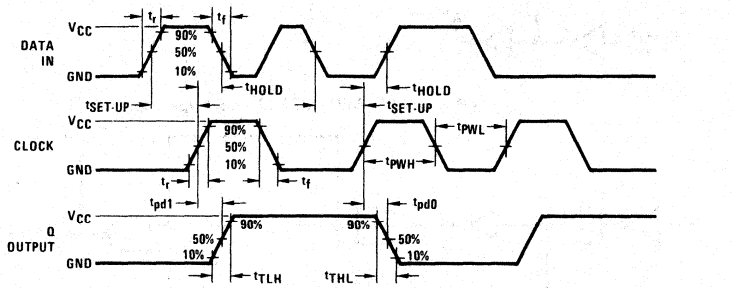 tr tf
VCC
90%
DATA
IN
50%
10%
GND
tHOLD tHOLD
tSET-UP tSET-UP
VCC
90%
tPWL
CLOCK
50%
10%
tPWH
GND
tr tf
tpd1 tpd0
VCC
90% 90%
Q
OUTPUT
50% 50%
10% 10%
GND
tTLH tTHL